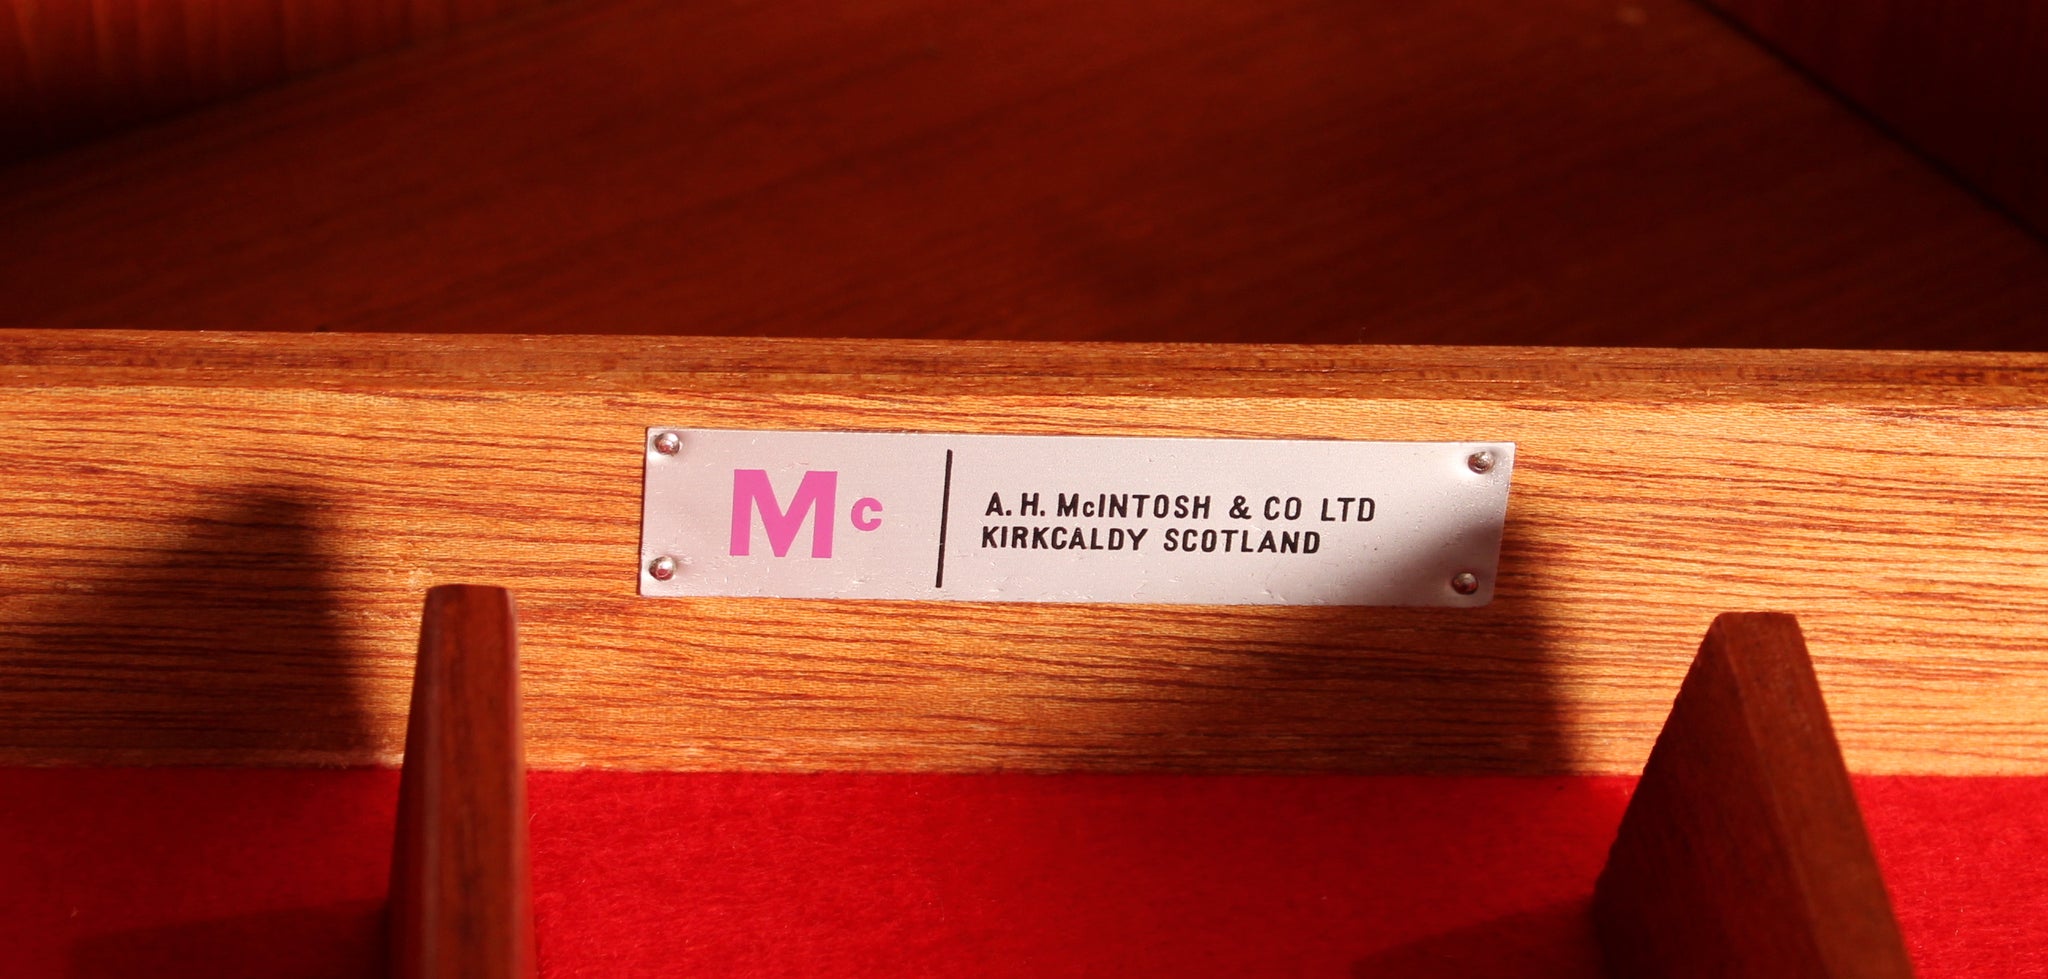 Mc
A. H. McINTOSH & CO LTD
KIRKCALDY SCOTLAND